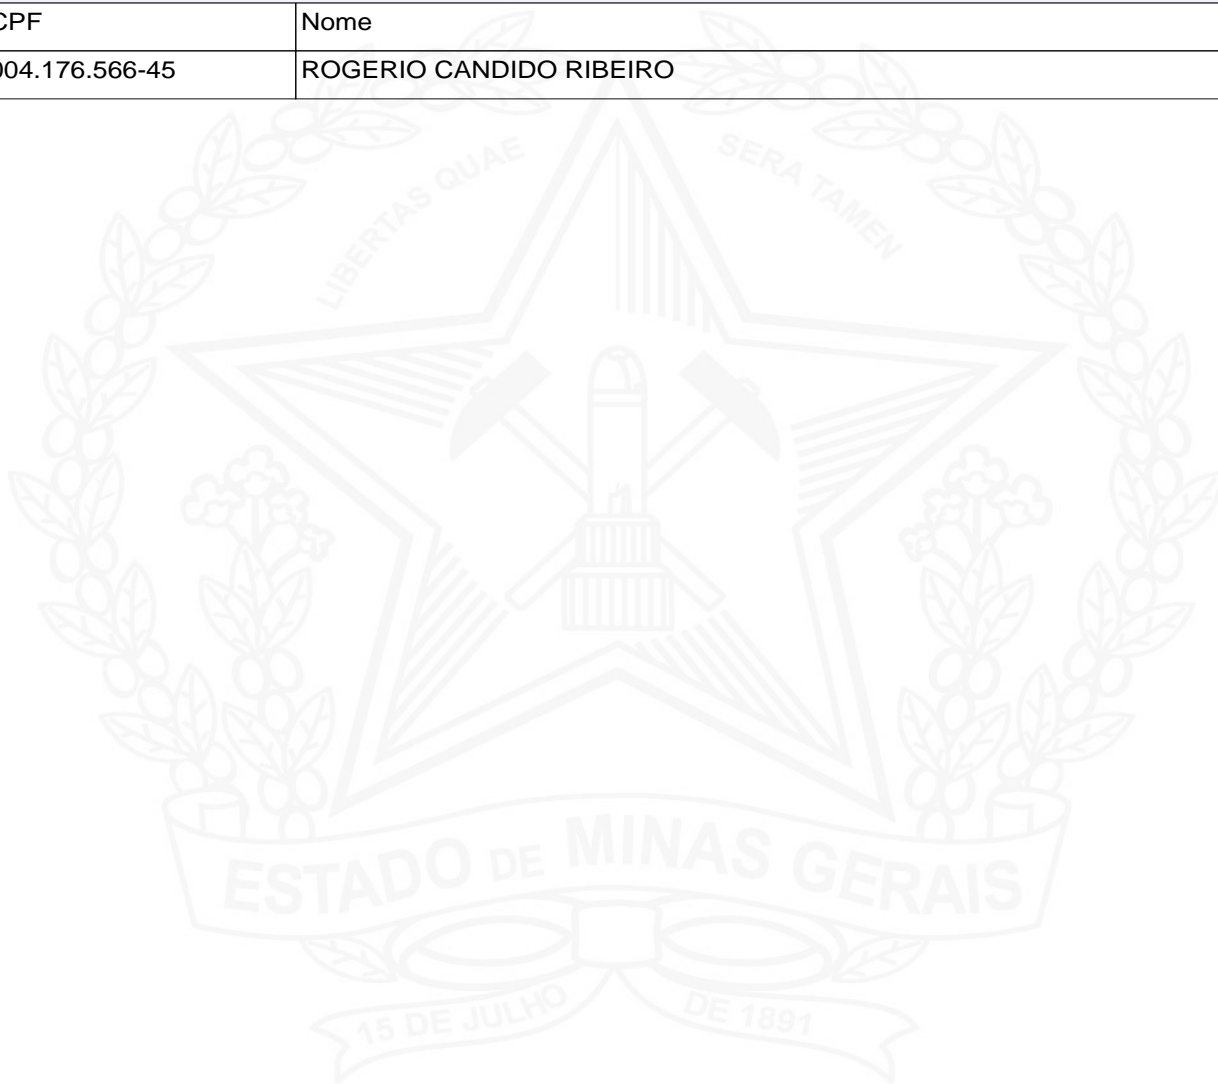 CPF Nome
004.176.566-45 ROGERIO CANDIDO RIBEIRO
LIBERTAS QUAE SERA TAMEN
ESTADO DE MINAS GERAIS
15 DE JULHO DE 1891